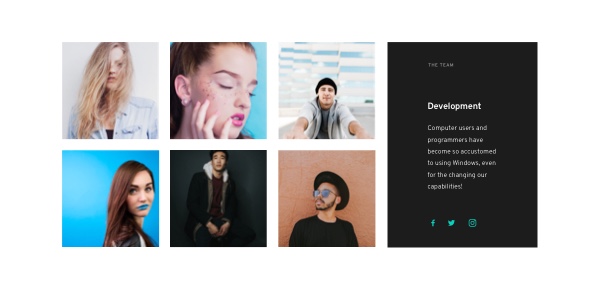 THE TEAM
Development
Computer users and
programmers have
become so accustomed
to using Windows, even
for the changing our
capabilities!